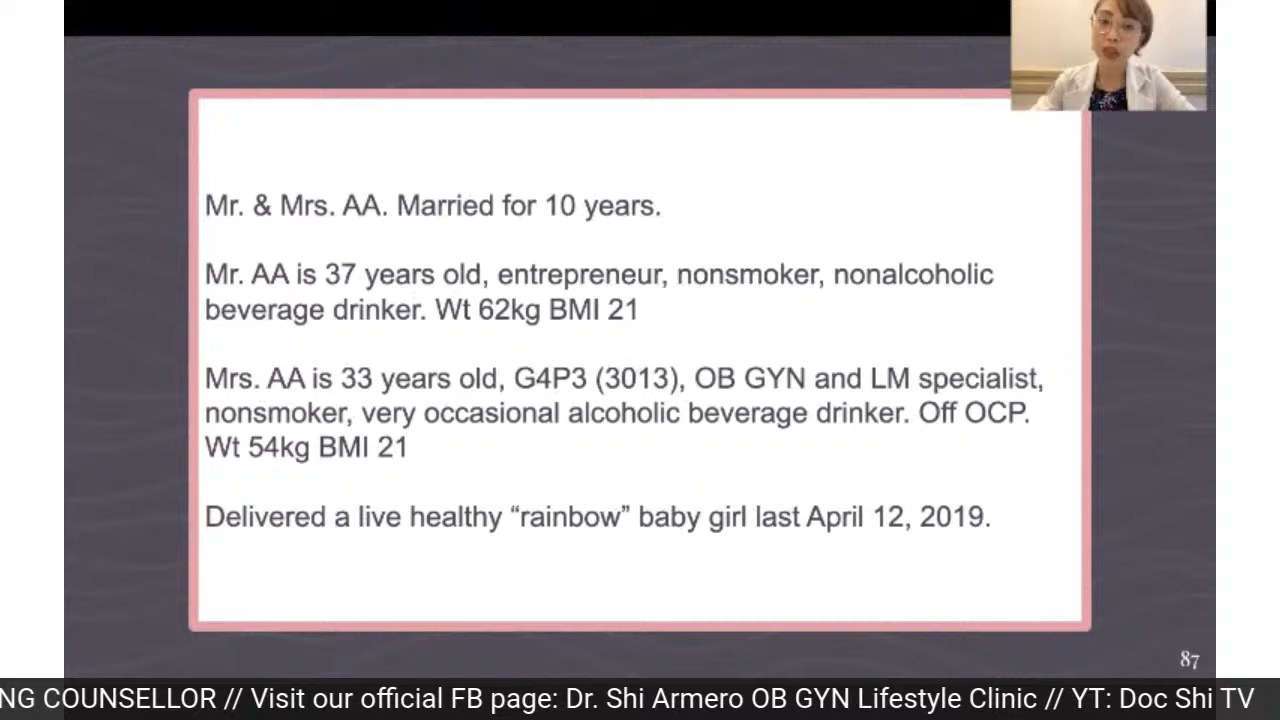 Mr. & Mrs. AA. Married for 10 years.
Mr. AA is 37 years old, entrepreneur, nonsmoker, nonalcoholic
beverage drinker. Wt 62kg BMI 21
Mrs. AA is 33 years old, G4P3 (3013), OB GYN and LM specialist,
nonsmoker, very occasional alcoholic beverage drinker. Off OCP.
Wt 54kg BMI 21
Delivered a live healthy “rainbow” baby girl last April 12, 2019.
87
NG COUNSELLOR // Visit our official FB page: Dr. Shi Armero OB GYN Lifestyle Clinic // YT: Doc Shi TV